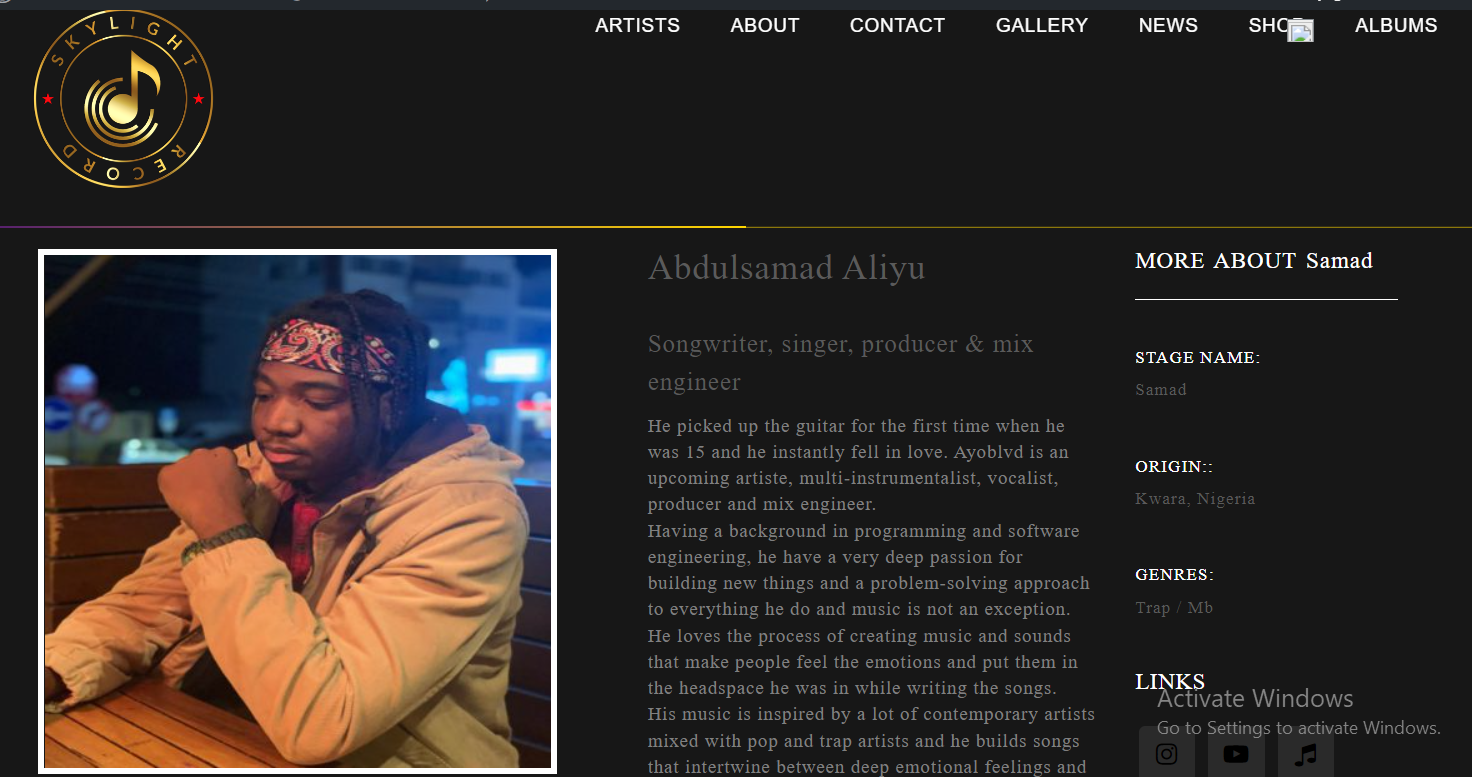 SKYLIGHT
RECORD
ARTISTS ABOUT CONTACT GALLERY NEWS SHOP ALBUMS
Abdulsamad Aliyu
Songwriter, singer, producer & mix
engineer
He picked up the guitar for the first time when he
was 15 and he instantly fell in love. Ayoblvd is an
upcoming artiste, multi-instrumentalist, vocalist,
producer and mix engineer.
Having a background in programming and software
engineering, he have a very deep passion for
building new things and a problem-solving approach
to everything he do and music is not an exception.
He loves the process of creating music and sounds
that make people feel the emotions and put them in
the headspace he was in while writing the songs.
His music is inspired by a lot of contemporary artists
mixed with pop and trap artists and he builds songs
that intertwine between deep emotional feelings and
MORE ABOUT Samad
STAGE NAME:
Samad
ORIGIN::
Kwara, Nigeria
GENRES:
Trap / Mb
LINKS
Activate Windows
Go to Settings to activate Windows.